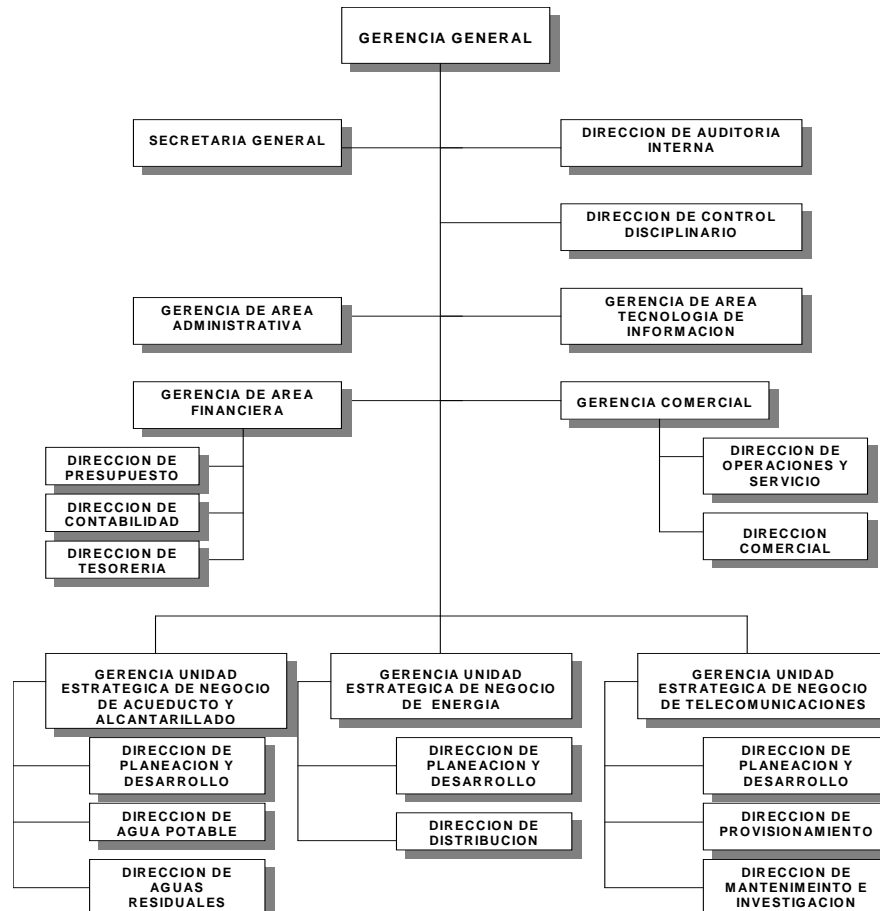 GERENCIA GENERAL
SECRETARIA GENERAL
DIRECCION DE AUDITORIA
INTERNA
DIRECCION DE CONTROL
DISCIPLINARIO
GERENCIA DE AREA
ADMINISTRATIVA
GERENCIA DE AREA
TECNOLOGIA DE
INFORMACION
GERENCIA DE AREA
FINANCIERA
GERENCIA COMERCIAL
DIRECCION DE
PRESUPUESTO
DIRECCION DE
CONTABILIDAD
DIRECCION DE
TESORERIA
DIRECCION DE
OPERACIONES Y
SERVICIO
DIRECCION
COMERCIAL
GERENCIA UNIDAD
ESTRATEGICA DE NEGOCIO
DE ACUEDUCTO Y
ALCANTARILLADO
DIRECCION DE
PLANEACION Y
DESARROLLO
DIRECCION DE
AGUA POTABLE
DIRECCION DE
AGUAS
RESIDUALES
GERENCIA UNIDAD
ESTRATEGICA DE NEGOCIO
DE ENERGIA
DIRECCION DE
PLANEACION Y
DESARROLLO
DIRECCION DE
DISTRIBUCION
GERENCIA UNIDAD
ESTRATEGICA DE NEGOCIO
DE TELECOMUNICACIONES
DIRECCION DE
PLANEACION Y
DESARROLLO
DIRECCION DE
PROVISIONAMIENTO
DIRECCION DE
MANTENIMEINTO E
INVESTIGACION